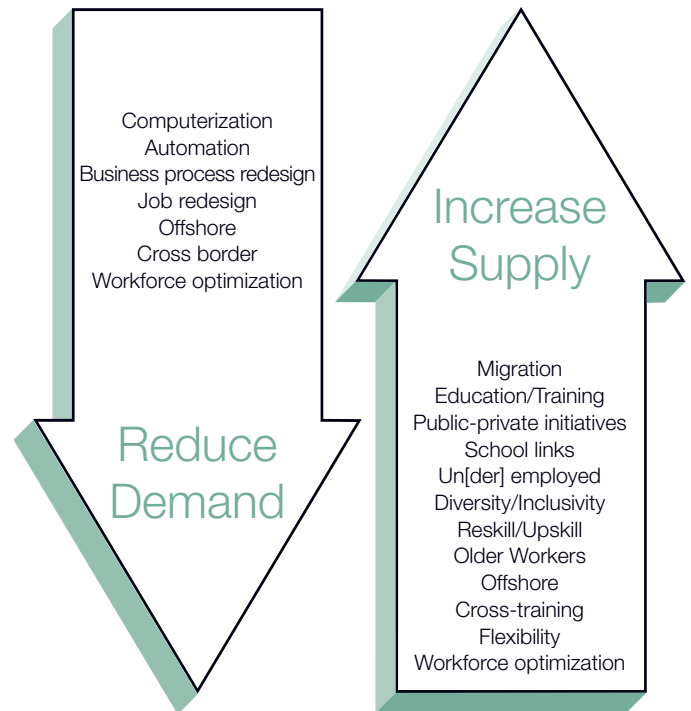 Computerization
Automation
Business process redesign
Job redesign
Offshore
Cross border
Workforce optimization
Reduce
Demand
Increase
Supply
Migration
Education/Training
Public-private initiatives
School links
Un[der] employed
Diversity/Inclusivity
Reskill/Upskill
Older Workers
Offshore
Cross-training
Flexibility
Workforce optimization